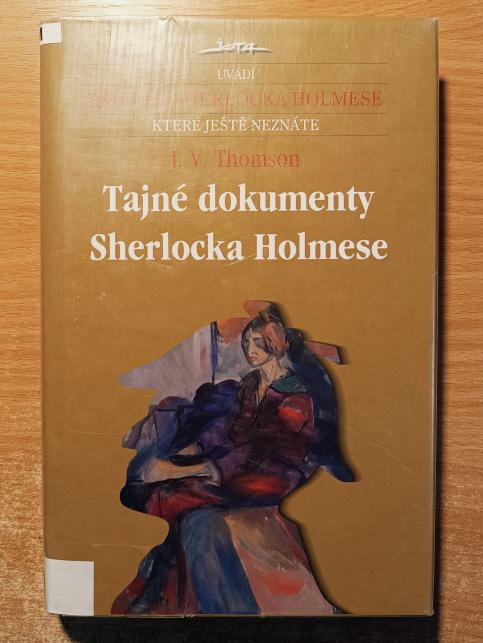 JOTA
UVÁDÍ
SHERLOCKA HOLMESE
KTERÉ JEŠTĚ NEZNÁTE
J. V. Thomson
Tajné dokumenty
Sherlocka Holmese